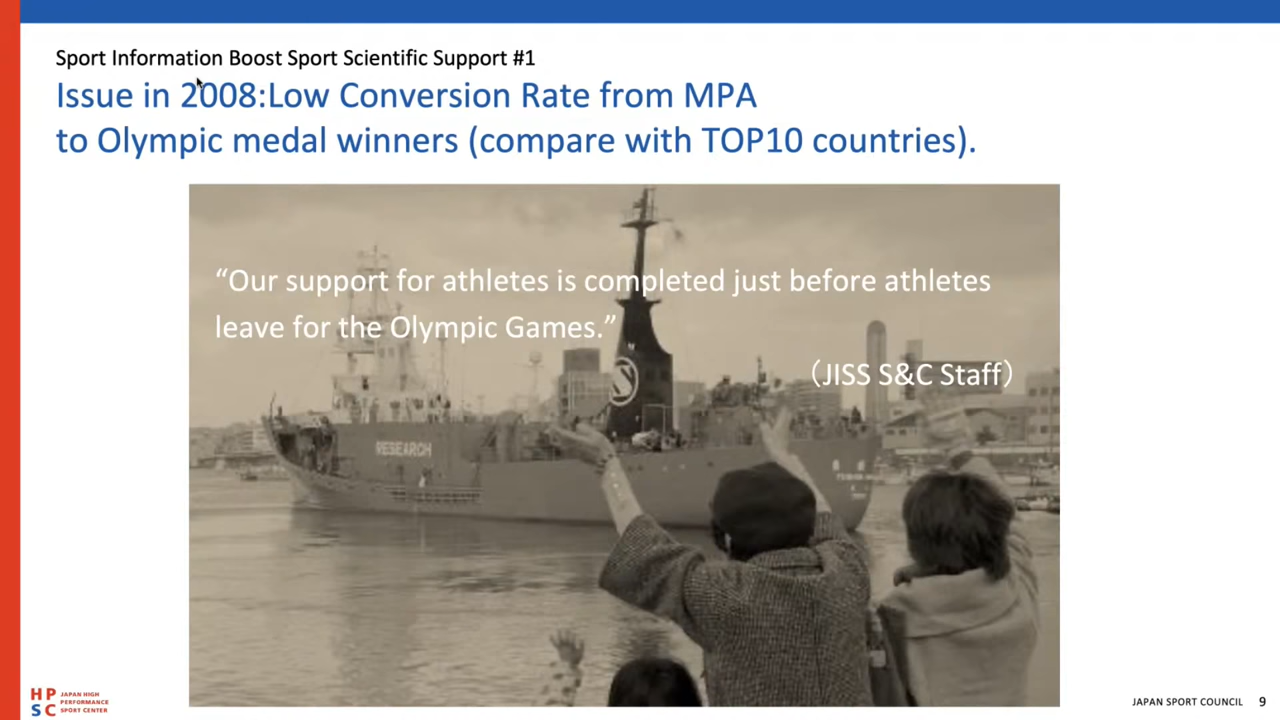 Sport Information Boost Sport Scientific Support #1
Issue in 2008:Low Conversion Rate from MPA
to Olympic medal winners (compare with TOP10 countries).
“Our support for athletes is completed just before athletes
leave for the Olympic Games.”
（JISS S&C Staff）
RESEARCH
HP
SC
JAPAN HIGH
PERFORMANCE
SPORT CENTER
JAPAN SPORT COUNCIL 9